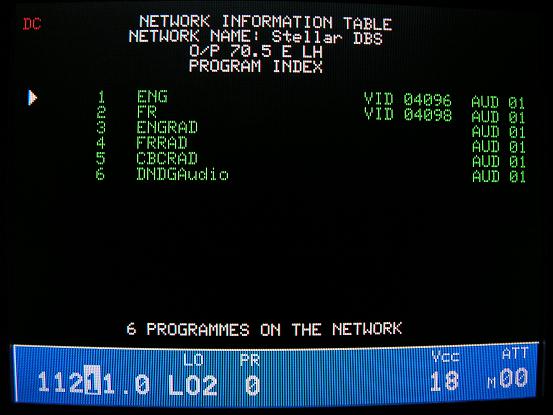 DC
NETWORK INFORMATION TABLE
NETWORK NAME: Stellar DBS
O/P 70.5 E LH
PROGRAM INDEX
1 ENG VID 04096 AUD 01
2 FR VID 04098 AUD 01
3 ENGRAD AUD 01
4 FRRAD AUD 01
5 CBCRAD AUD 01
6 DNDGAudio AUD 01
6 PROGRAMMES ON THE NETWORK
LO PR Vcc ATT
11211.0 LO2 0 18 M00